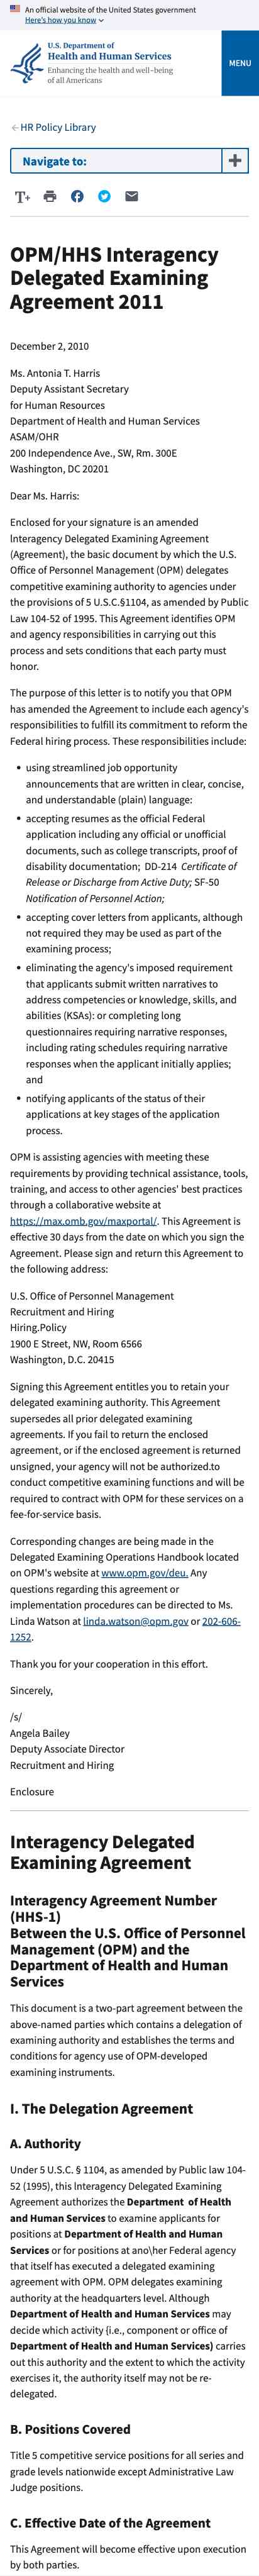 An official website of the United States government
Here's how you know
U.S. Department of
Health and Human Services
Enhancing the health and well-being
of all Americans
MENU
HR Policy Library
Navigate to:
T+
OPM/HHS Interagency
Delegated Examining
Agreement 2011
December 2, 2010
Ms. Antonia T. Harris
Deputy Assistant Secretary
for Human Resources
Department of Health and Human Services
ASAM/OHR
200 Independence Ave., SW, Rm. 300E
Washington, DC 20201
Dear Ms. Harris:
Enclosed for your signature is an amended
Interagency Delegated Examining Agreement
(Agreement), the basic document by which the U.S.
Office of Personnel Management (OPM) delegates
competitive examining authority to agencies under
the provisions of 5 U.S.C.§1104, as amended by Public
Law 104-52 of 1995. This Agreement identifies OPM
and agency responsibilities in carrying out this
process and sets conditions that each party must
honor.
The purpose of this letter is to notify you that OPM
has amended the Agreement to include each agency's
responsibilities to fulfill its commitment to reform the
Federal hiring process. These responsibilities include:
• using streamlined job opportunity
announcements that are written in clear, concise,
and understandable (plain) language:
• accepting resumes as the official Federal
application including any official or unofficial
documents, such as college transcripts, proof of
disability documentation; DD-214 Certificate of
Release or Discharge from Active Duty; SF-50
Notification of Personnel Action;
• accepting cover letters from applicants, although
not required they may be used as part of the
examining process;
• eliminating the agency's imposed requirement
that applicants submit written narratives to
address competencies or knowledge, skills, and
abilities (KSAs): or completing long
questionnaires requiring narrative responses,
including rating schedules requiring narrative
responses when the applicant initially applies;
and
• notifying applicants of the status of their
applications at key stages of the application
process.
OPM is assisting agencies with meeting these
requirements by providing technical assistance, tools,
training, and access to other agencies' best practices
through a collaborative website at
https://max.omb.gov/maxportal/. This Agreement is
effective 30 days from the date on which you sign the
Agreement. Please sign and return this Agreement to
the following address:
U.S. Office of Personnel Management
Recruitment and Hiring
Hiring.Policy
1900 E Street, NW, Room 6566
Washington, D.C. 20415
Signing this Agreement entitles you to retain your
delegated examining authority. This Agreement
supersedes all prior delegated examining
agreements. If you fail to return the enclosed
agreement, or if the enclosed agreement is returned
unsigned, your agency will not be authorized.to
conduct competitive examining functions and will be
required to contract with OPM for these services on a
fee-for-service basis.
Corresponding changes are being made in the
Delegated Examining Operations Handbook located
on OPM's website at www.opm.gov/deu. Any
questions regarding this agreement or
implementation procedures can be directed to Ms.
Linda Watson at linda.watson@opm.gov or 202-606-
1252.
Thank you for your cooperation in this effort.
Sincerely,
/s/
Angela Bailey
Deputy Associate Director
Recruitment and Hiring
Enclosure
Interagency Delegated
Examining Agreement
Interagency Agreement Number
(HHS-1)
Between the U.S. Office of Personnel
Management (OPM) and the
Department of Health and Human
Services
This document is a two-part agreement between the
above-named parties which contains a delegation of
examining authority and establishes the terms and
conditions for agency use of OPM-developed
examining instruments.
I. The Delegation Agreement
A. Authority
Under 5 U.S.C. § 1104, as amended by Public law 104-
52 (1995), this Interagency Delegated Examining
Agreement authorizes the Department of Health
and Human Services to examine applicants for
positions at Department of Health and Human
Services or for positions at ano\her Federal agency
that itself has executed a delegated examining
agreement with OPM. OPM delegates examining
authority at the headquarters level. Although
Department of Health and Human Services may
decide which activity {i.e., component or office of
Department of Health and Human Services) carries
out this authority and the extent to which the activity
exercises it, the authority itself may not be re-
delegated.
B. Positions Covered
Title 5 competitive service positions for all series and
grade levels nationwide except Administrative Law
Judge positions.
C. Effective Date of the Agreement
This Agreement will become effective upon execution
by both parties.